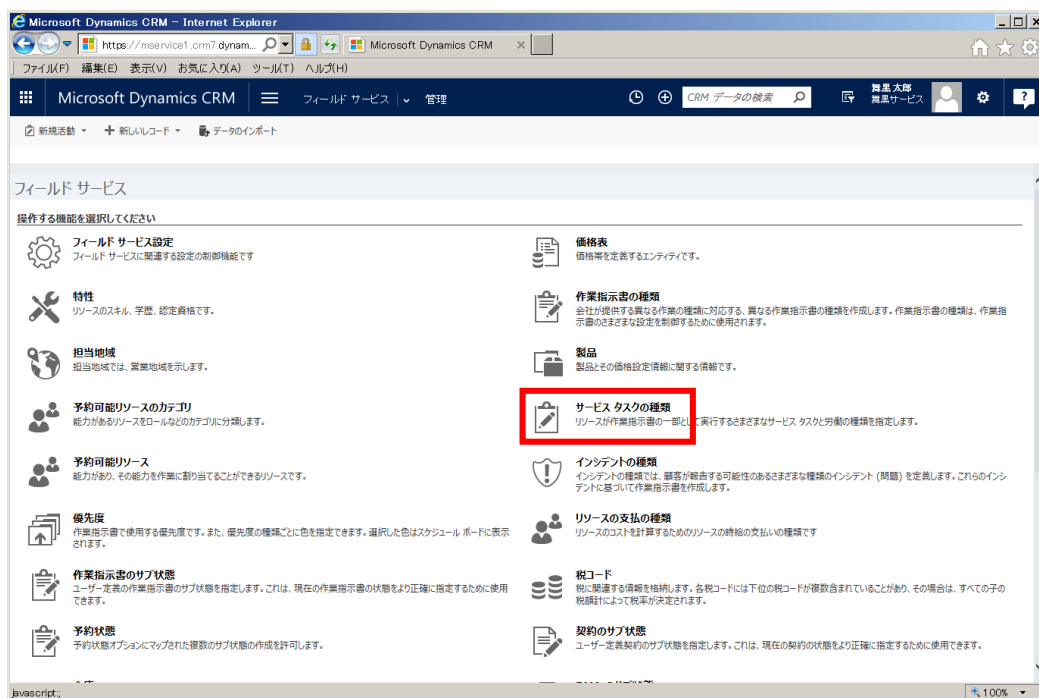 Microsoft Dynamics CRM - Internet Explorer
https://mservice1.crm7.dynam...
Microsoft Dynamics CRM
ファイル(F) 編集(E) 表示(V) お気に入り(A) ツール(T) ヘルプ(H)
Microsoft Dynamics CRM フィールド サービス 管理 CRM データの検索 舞黒 太郎
舞黒サービス
新規活動 新しいレコード データのインポート
フィールド サービス
操作する機能を選択してください
フィールド サービス設定
フィールド サービスに関連する設定の制御機能です
価格表
価格帯を定義するエンティティです。
特性
リソースのスキル、学歴、認定資格です。
作業指示書の種類
会社が提供する異なる作業の種類に対応する、異なる作業指示書の種類を作成します。作業指示書の種類は、作業指
示書のさまざまな設定を制御するために使用されます。
担当地域
担当地域では、営業地域を示します。
製品
製品とその価格設定情報に関する情報です。
予約可能リソースのカテゴリ
能力があるリソースをロールなどのカテゴリに分類します。
サービス タスクの種類
リソースが作業指示書の一部として実行するさまざまなサービス タスクと労働の種類を指定します。
予約可能リソース
能力があり、その能力を作業に割り当てることができるリソースです。
インシデントの種類
インシデントの種類では、顧客が報告する可能性のあるさまざまな種類のインシデント (問題) を定義します。これらのインシ
デントに基づいて作業指示書を作成します。
優先度
作業指示書で使用する優先度です。また、優先度の種類ごとに色を指定できます。選択した色はスケジュール ボードに表示
されます。
リソースの支払の種類
リソースのコストを計算するためのリソースの時給の支払いの種類です
作業指示書のサブ状態
ユーザー定義の作業指示書のサブ状態を指定します。これは、現在の作業指示書の状態をより正確に指定するために使用
できます。
税コード
税に関連する情報を格納します。各税コードには下位の税コードが複数含まれていることがあり、その場合は、すべての子の
税額計によって税率が決定されます。
予約状態
予約状態オプションにマップされた複数のサブ状態の作成を許可します。
契約のサブ状態
ユーザー定義契約のサブ状態を指定します。これは、現在の契約の状態をより正確に指定するために使用できます。
javascript:;
100%